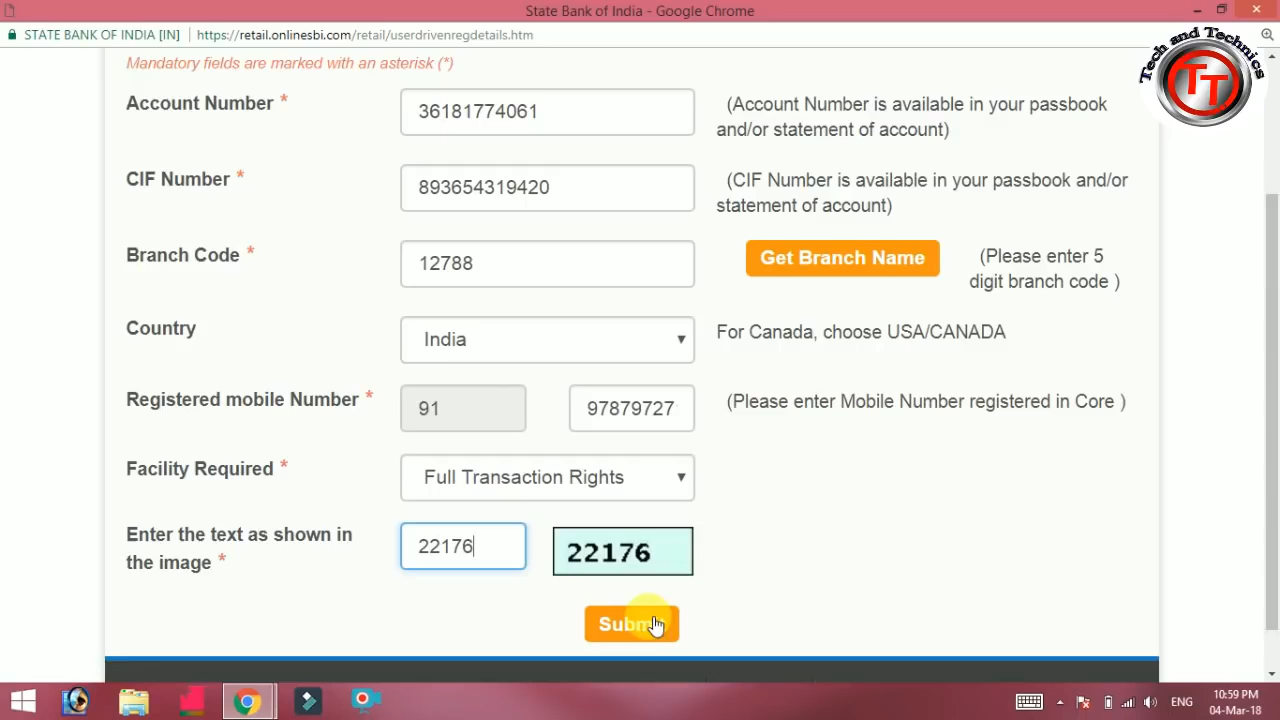 State Bank of India - Google Chrome
STATE BANK OF INDIA [IN] https://retail.onlinesbi.com/retail/userdrivenregdetails.htm
Tech and Technics
TT
Mandatory fields are marked with an asterisk (*)
Account Number * 36181774061 (Account Number is available in your passbook
and/or statement of account)
CIF Number * 893654319420 (CIF Number is available in your passbook and/or
statement of account)
Branch Code * 12788 Get Branch Name (Please enter 5
digit branch code )
Country India For Canada, choose USA/CANADA
Registered mobile Number * 91 97879727 (Please enter Mobile Number registered in Core )
Facility Required * Full Transaction Rights
Enter the text as shown in
the image * 22176 22176
Submit
ENG 10:59 PM
04-Mar-18